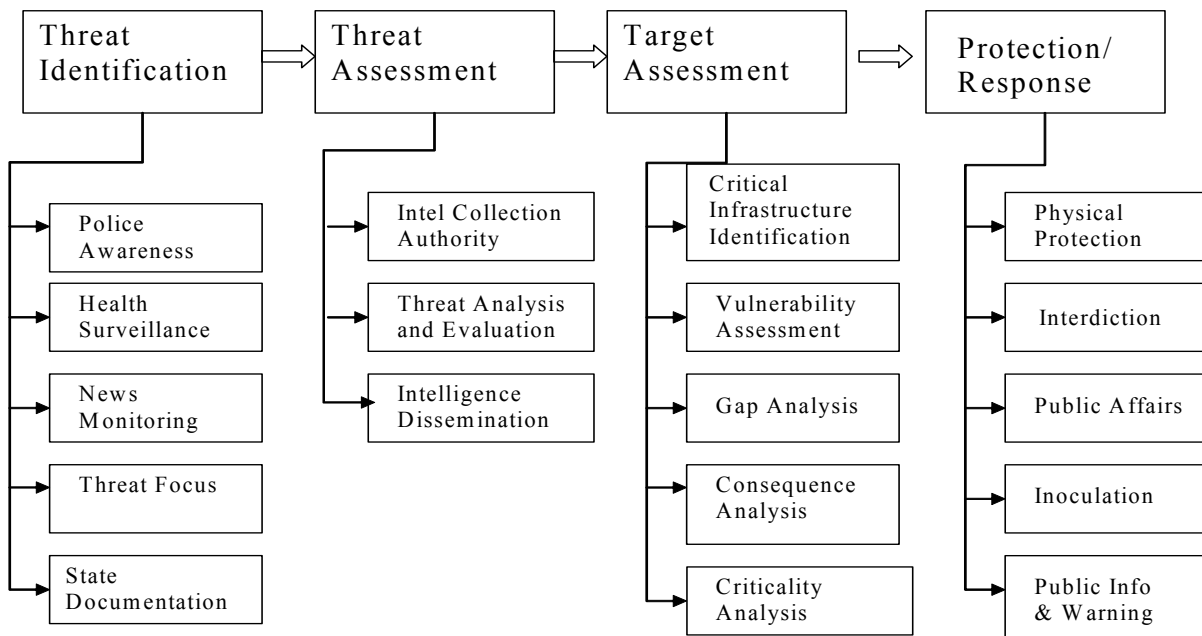 Threat
Identification
Threat
Assessment
Target
Assessment
Protection/
Response
Police
Awareness
Health
Surveillance
News
Monitoring
Threat Focus
State
Documentation
Intel Collection
Authority
Threat Analysis
and Evaluation
Intelligence
Dissemination
Critical
Infrastructure
Identification
Vulnerability
Assessment
Gap Analysis
Consequence
Analysis
Criticality
Analysis
Physical
Protection
Interdiction
Public Affairs
Inoculation
Public Info
& Warning